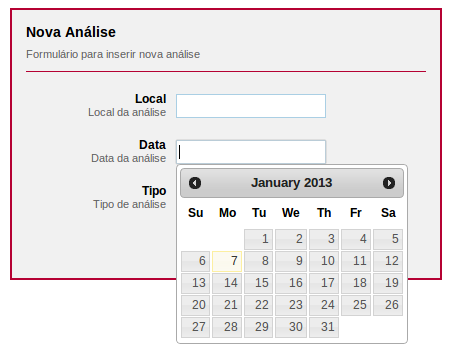 Nova Análise
Formulário para inserir nova análise
Local
Local da análise
Data
Data da análise
Tipo
Tipo de análise
January 2013
Su Mo Tu We Th Fr Sa
1 2 3 4 5
6 7 8 9 10 11 12
13 14 15 16 17 18 19
20 21 22 23 24 25 26
27 28 29 30 31